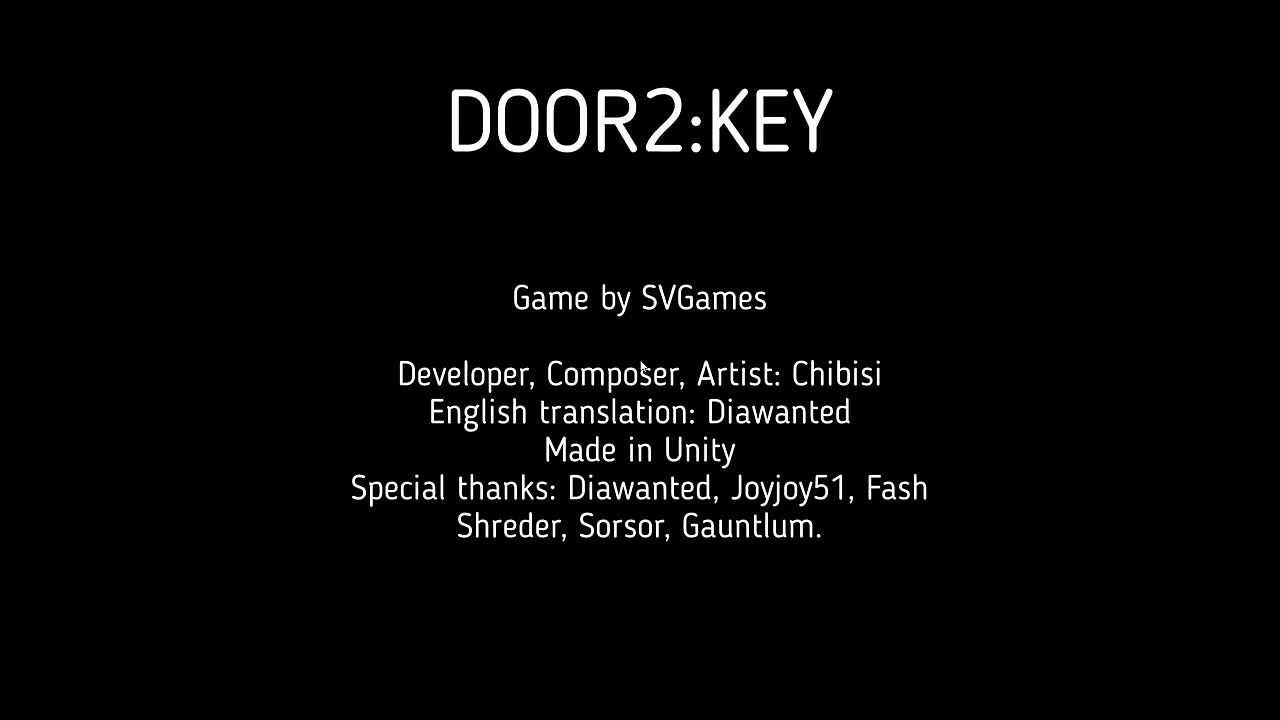 DOOR2:KEY
Game by SVGames
Developer, Composer, Artist: Chibisi
English translation: Diawanted
Made in Unity
Special thanks: Diawanted, Joyjoy51, Fash
Shreder, Sorsor, Gauntlum.